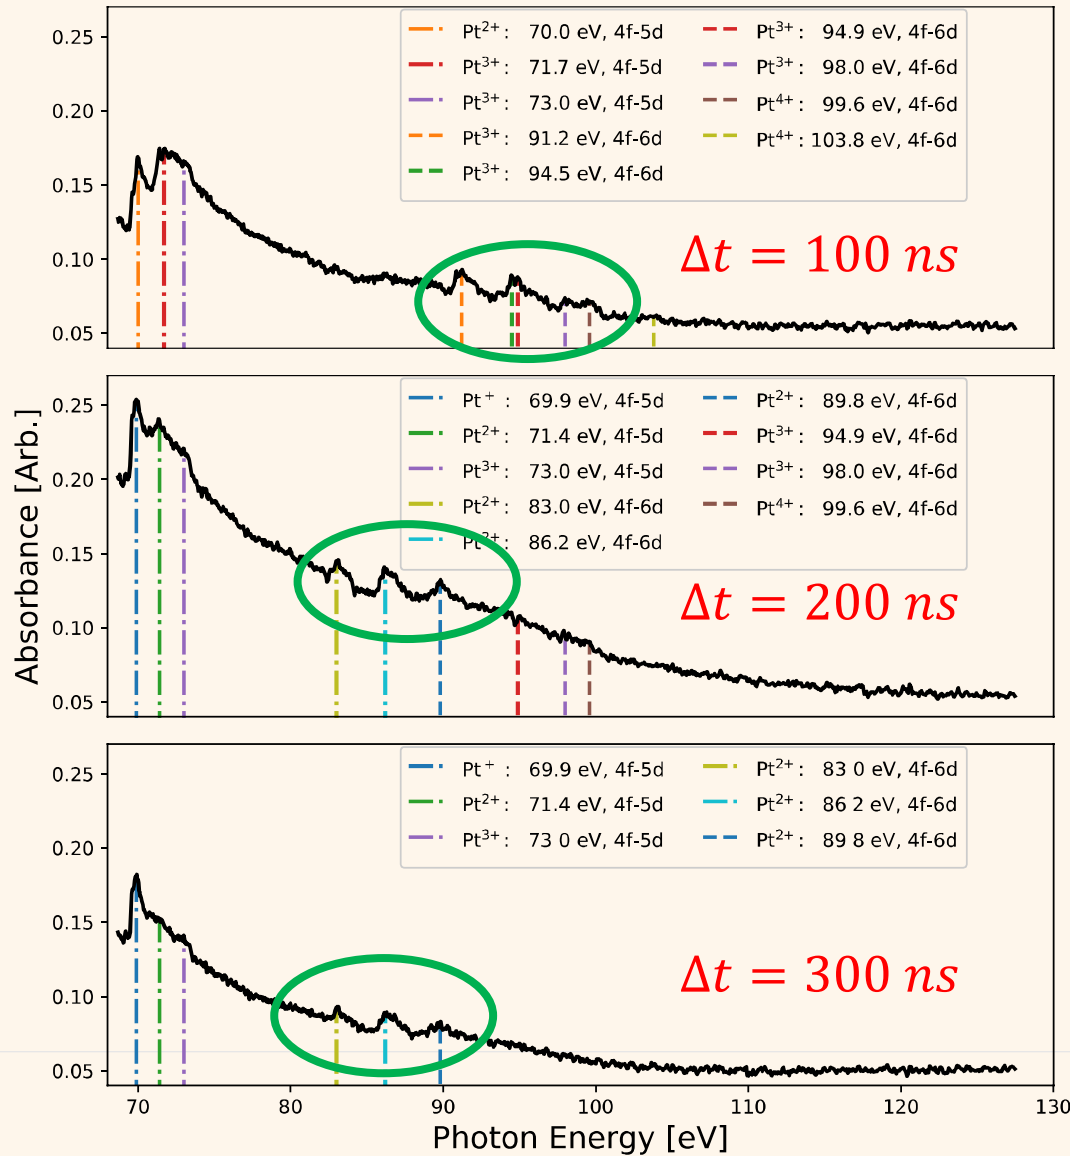 0.25
0.20
0.15
0.10
0.05
Pt²⁺: 70.0 eV, 4f-5d
Pt³⁺: 71.7 eV, 4f-5d
Pt³⁺: 73.0 eV, 4f-5d
Pt³⁺: 91.2 eV, 4f-6d
Pt³⁺: 94.5 eV, 4f-6d
Pt³⁺: 94.9 eV, 4f-6d
Pt³⁺: 98.0 eV, 4f-6d
Pt⁴⁺: 99.6 eV, 4f-6d
Pt⁴⁺: 103.8 eV, 4f-6d
Δt = 100 ns
Absorbance [Arb.]
0.25
0.20
0.15
0.10
0.05
Pt⁺ : 69.9 eV, 4f-5d
Pt²⁺: 71.4 eV, 4f-5d
Pt³⁺: 73.0 eV, 4f-5d
Pt²⁺: 83.0 eV, 4f-6d
Pt²⁺: 86.2 eV, 4f-6d
Pt²⁺: 89.8 eV, 4f-6d
Pt³⁺: 94.9 eV, 4f-6d
Pt³⁺: 98.0 eV, 4f-6d
Pt⁴⁺: 99.6 eV, 4f-6d
Δt = 200 ns
0.25
0.20
0.15
0.10
0.05
Pt⁺ : 69.9 eV, 4f-5d
Pt²⁺: 71.4 eV, 4f-5d
Pt³⁺: 73 0 eV, 4f-5d
Pt²⁺: 83 0 eV, 4f-6d
Pt²⁺: 86 2 eV, 4f-6d
Pt²⁺: 89 8 eV, 4f-6d
Δt = 300 ns
70 80 90 100 110 120 130
Photon Energy [eV]